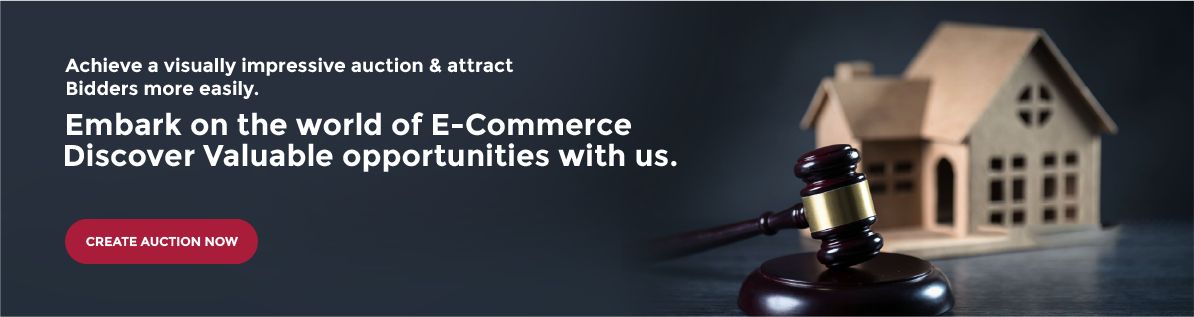 Achieve a visually impressive auction & attract
Bidders more easily.
Embark on the world of E-Commerce
Discover Valuable opportunities with us.
CREATE AUCTION NOW